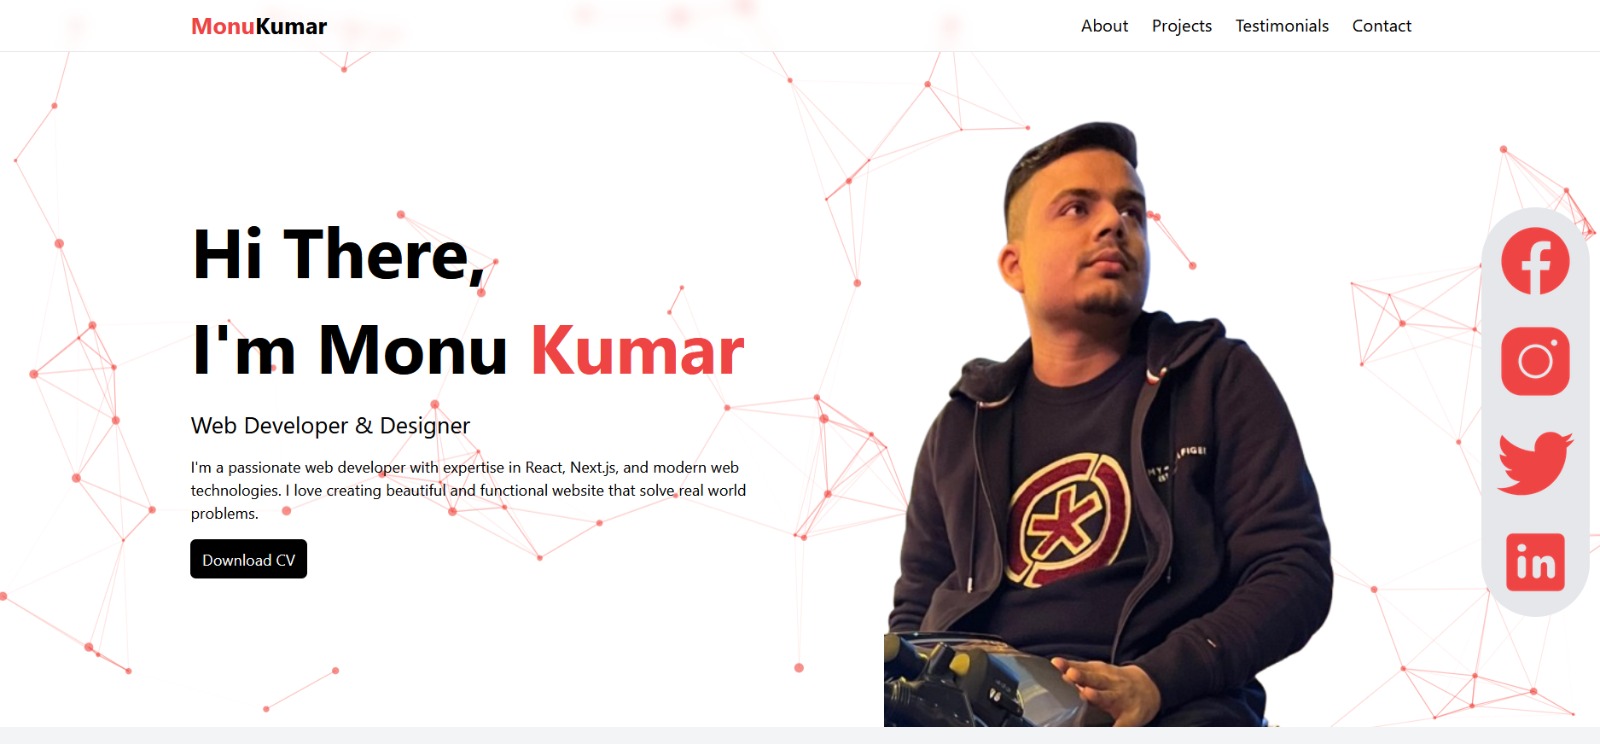 MonuKumar
About Projects Testimonials Contact
Hi There,
I'm Monu Kumar
Web Developer & Designer
I'm a passionate web developer with expertise in React, Next.js, and modern web
technologies. I love creating beautiful and functional website that solve real world
problems.
Download CV
in